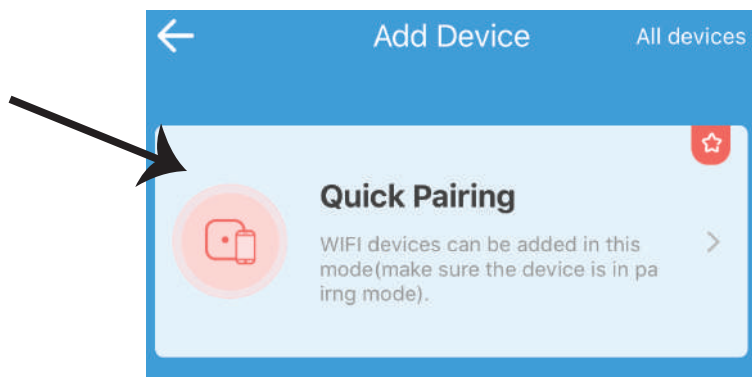 Add Device All devices
Quick Pairing
WIFI devices can be added in this
mode(make sure the device is in pa
irng mode).